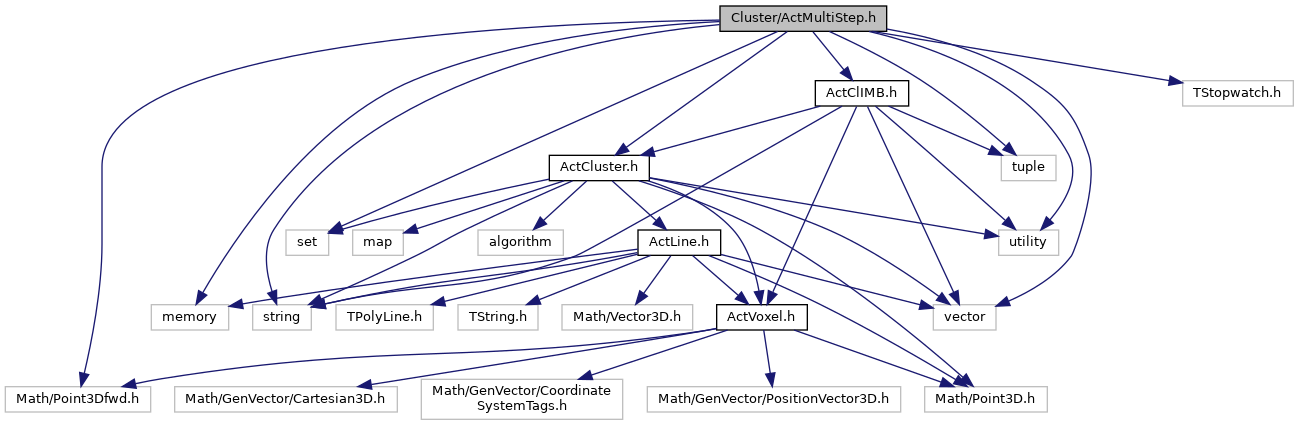 Cluster/ActMultiStep.h
ActClIMB.h
TStopwatch.h
ActCluster.h
tuple
set
map
algorithm
ActLine.h
utility
memory
string
TPolyLine.h
TString.h
Math/Vector3D.h
ActVoxel.h
vector
Math/Point3Dfwd.h
Math/GenVector/Cartesian3D.h
Math/GenVector/Coordinate
SystemTags.h
Math/GenVector/PositionVector3D.h
Math/Point3D.h